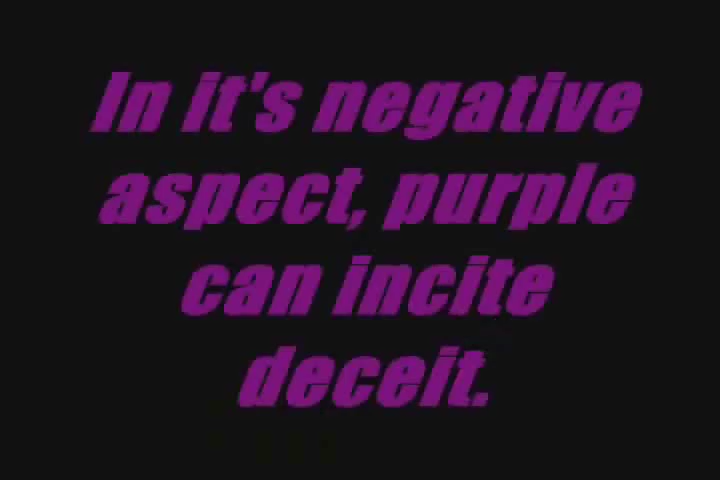 In it's negative
aspect, purple
can incite
deceit.